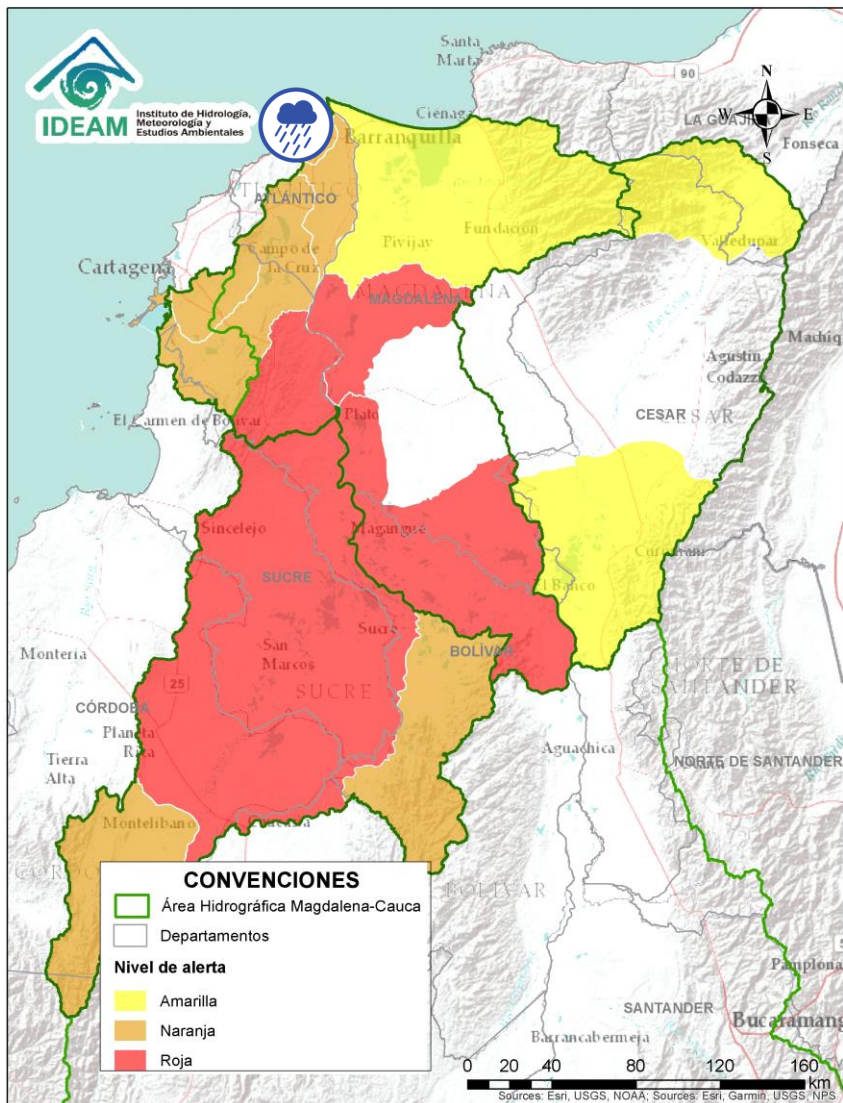 Santa
Marta
90
N
W E
S
LA GUAJIRA
IDEAM
Instituto de Hidrología,
Meteorología y
Estudios Ambientales
Ciénaga
Barranquilla
Fonseca
ATLÁNTICO
Campo de
la Cruz
Pivijay
Fundación
Valledupar
Cartagena
MAGDALENA
Agustín
Codazzi
El Carmen de Bolívar
Plato
CESAR
CESAR
Sincelejo
Magangué
SUCRE
El Banco
Sucre
BOLÍVAR
San
Marcos
SUCRE
Montería
25
NORTE DE
SANTANDER
CÓRDOBA
Planeta
Rica
Tierra
Alta
Aguachica
NORTE DE SANTANDER
Montelíbano
BOLÍVAR
CONVENCIONES
Área Hidrográfica Magdalena-Cauca
Departamentos
Nivel de alerta
Amarilla
Naranja
Roja
Pamplona
SANTANDER
Barrancabermeja
0 20 40 80 120 160
km
Sources: Esri, USGS, NOAA; Sources: Esri, Garmin, USGS, NPS